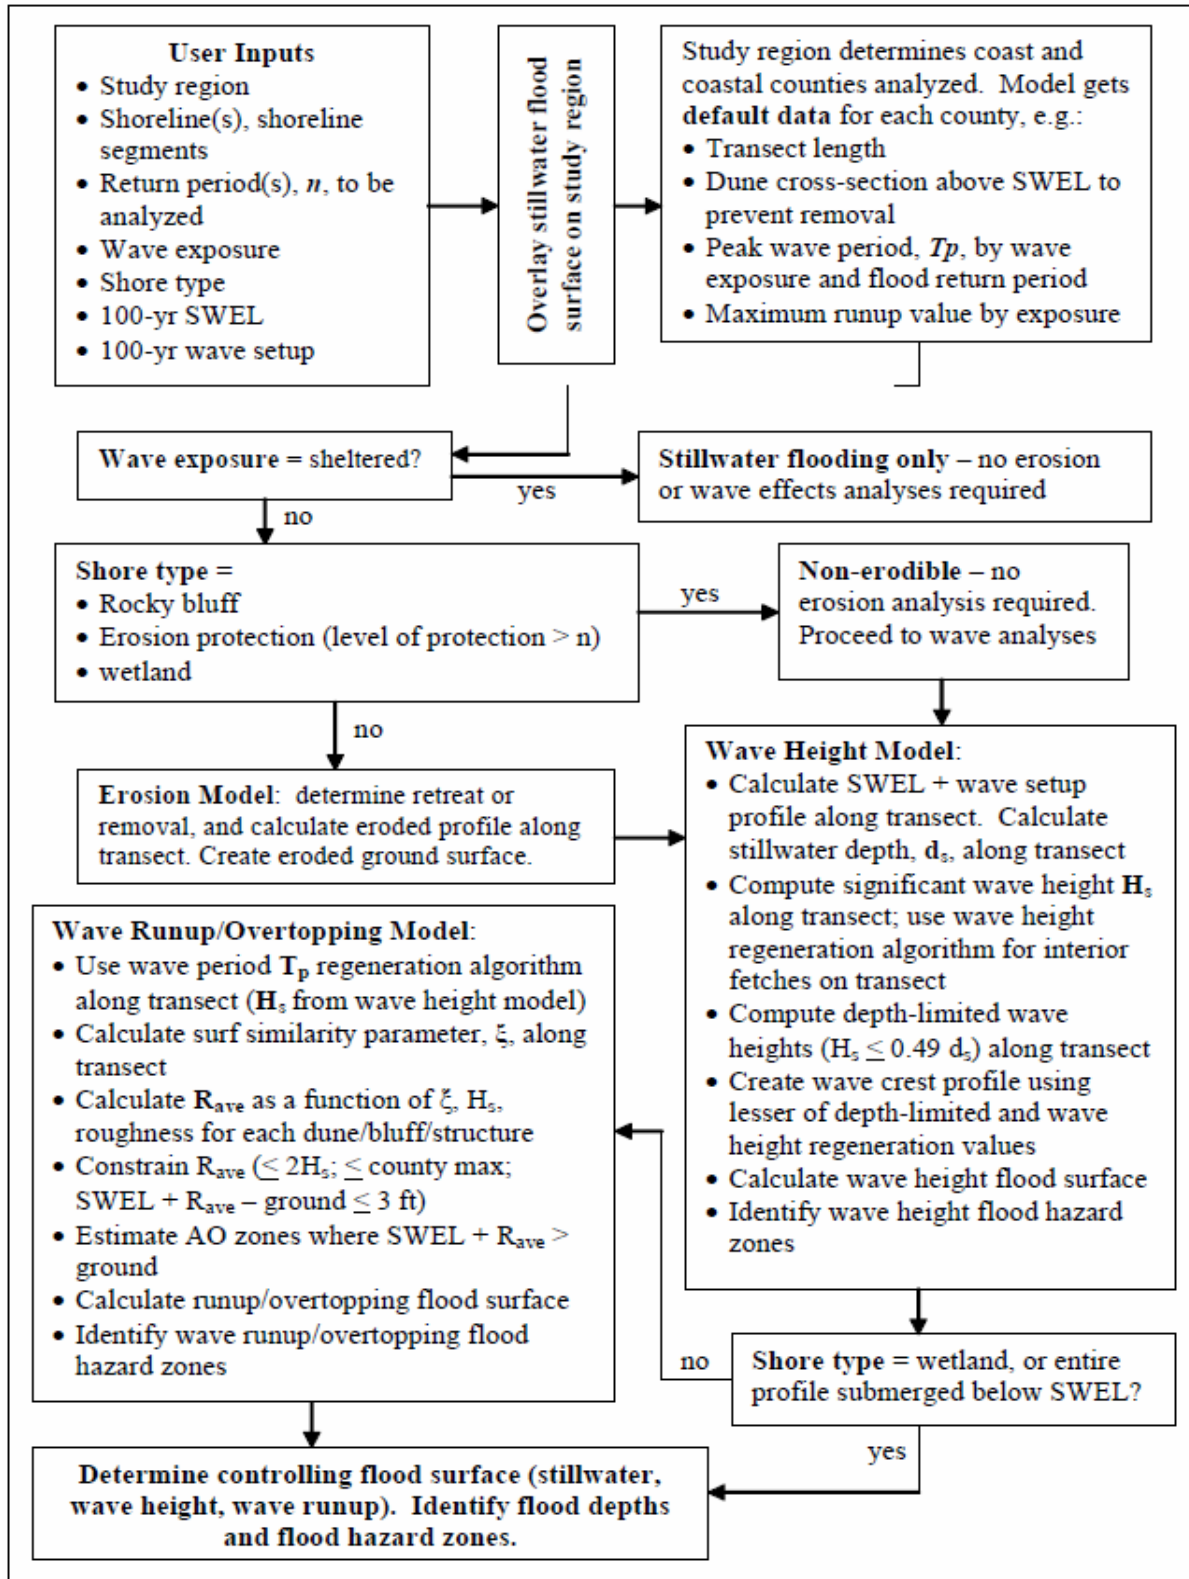 User Inputs
• Study region
• Shoreline(s), shoreline
segments
• Return period(s), n, to be
analyzed
• Wave exposure
• Shore type
• 100-yr SWEL
• 100-yr wave setup
Overlay stillwater flood
surface on study region
Study region determines coast and
coastal counties analyzed. Model gets
default data for each county, e.g.:
• Transect length
• Dune cross-section above SWEL to
prevent removal
• Peak wave period, Tp, by wave
exposure and flood return period
• Maximum runup value by exposure
Wave exposure = sheltered?
yes
Stillwater flooding only – no erosion
or wave effects analyses required
no
Shore type =
• Rocky bluff
• Erosion protection (level of protection > n)
• wetland
yes
Non-erodible – no
erosion analysis required.
Proceed to wave analyses
no
Erosion Model: determine retreat or
removal, and calculate eroded profile along
transect. Create eroded ground surface.
Wave Height Model:
• Calculate SWEL + wave setup
profile along transect. Calculate
stillwater depth, ds, along transect
• Compute significant wave height Hs
along transect; use wave height
regeneration algorithm for interior
fetches on transect
• Compute depth-limited wave
heights (Hs ≤ 0.49 ds) along transect
• Create wave crest profile using
lesser of depth-limited and wave
height regeneration values
• Calculate wave height flood surface
• Identify wave height flood hazard
zones
Wave Runup/Overtopping Model:
• Use wave period Tp regeneration algorithm
along transect (Hs from wave height model)
• Calculate surf similarity parameter, ξ, along
transect
• Calculate Rave as a function of ξ, Hs,
roughness for each dune/bluff/structure
• Constrain Rave (≤ 2Hs; ≤ county max;
SWEL + Rave – ground ≤ 3 ft)
• Estimate AO zones where SWEL + Rave >
ground
• Calculate runup/overtopping flood surface
• Identify wave runup/overtopping flood
hazard zones
no
Shore type = wetland, or entire
profile submerged below SWEL?
yes
Determine controlling flood surface (stillwater,
wave height, wave runup). Identify flood depths
and flood hazard zones.